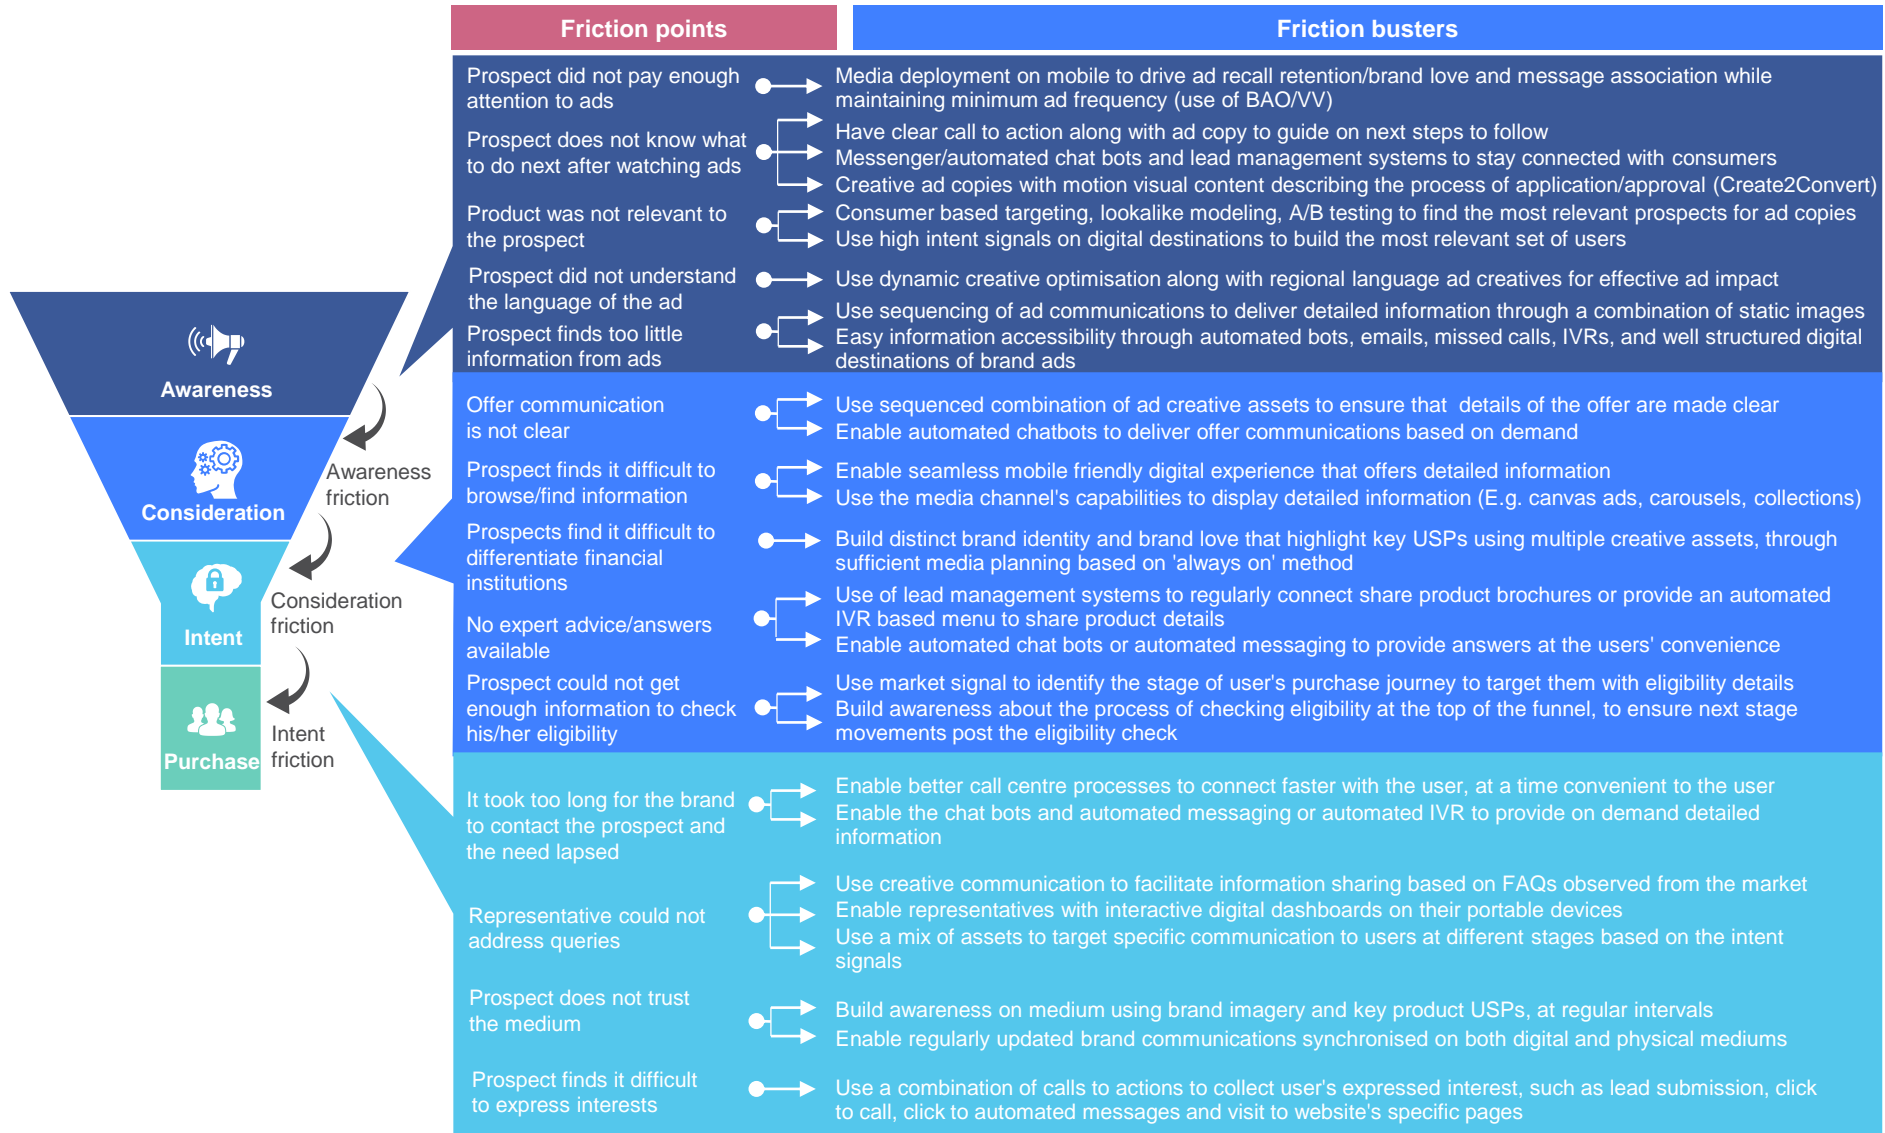 Friction points
Friction busters
Prospect did not pay enough
attention to ads
Media deployment on mobile to drive ad recall retention/brand love and message association while
maintaining minimum ad frequency (use of BAO/VV)
Prospect does not know what
to do next after watching ads
Have clear call to action along with ad copy to guide on next steps to follow
Messenger/automated chat bots and lead management systems to stay connected with consumers
Creative ad copies with motion visual content describing the process of application/approval (Create2Convert)
Product was not relevant to
the prospect
Consumer based targeting, lookalike modeling, A/B testing to find the most relevant prospects for ad copies
Use high intent signals on digital destinations to build the most relevant set of users
Prospect did not understand
the language of the ad
Use dynamic creative optimisation along with regional language ad creatives for effective ad impact
Prospect finds too little
information from ads
Use sequencing of ad communications to deliver detailed information through a combination of static images
Easy information accessibility through automated bots, emails, missed calls, IVRs, and well structured digital
destinations of brand ads
Awareness
Consideration
Intent
Purchase
Awareness
friction
Consideration
friction
Intent
friction
Offer communication
is not clear
Use sequenced combination of ad creative assets to ensure that  details of the offer are made clear
Enable automated chatbots to deliver offer communications based on demand
Prospect finds it difficult to
browse/find information
Enable seamless mobile friendly digital experience that offers detailed information
Use the media channel's capabilities to display detailed information (E.g. canvas ads, carousels, collections)
Prospects find it difficult to
differentiate financial
institutions
Build distinct brand identity and brand love that highlight key USPs using multiple creative assets, through
sufficient media planning based on 'always on' method
No expert advice/answers
available
Use of lead management systems to regularly connect share product brochures or provide an automated
IVR based menu to share product details
Enable automated chat bots or automated messaging to provide answers at the users' convenience
Prospect could not get
enough information to check
his/her eligibility
Use market signal to identify the stage of user's purchase journey to target them with eligibility details
Build awareness about the process of checking eligibility at the top of the funnel, to ensure next stage
movements post the eligibility check
It took too long for the brand
to contact the prospect and
the need lapsed
Enable better call centre processes to connect faster with the user, at a time convenient to the user
Enable the chat bots and automated messaging or automated IVR to provide on demand detailed
information
Representative could not
address queries
Use creative communication to facilitate information sharing based on FAQs observed from the market
Enable representatives with interactive digital dashboards on their portable devices
Use a mix of assets to target specific communication to users at different stages based on the intent
signals
Prospect does not trust
the medium
Build awareness on medium using brand imagery and key product USPs, at regular intervals
Enable regularly updated brand communications synchronised on both digital and physical mediums
Prospect finds it difficult
to express interests
Use a combination of calls to actions to collect user's expressed interest, such as lead submission, click
to call, click to automated messages and visit to website's specific pages